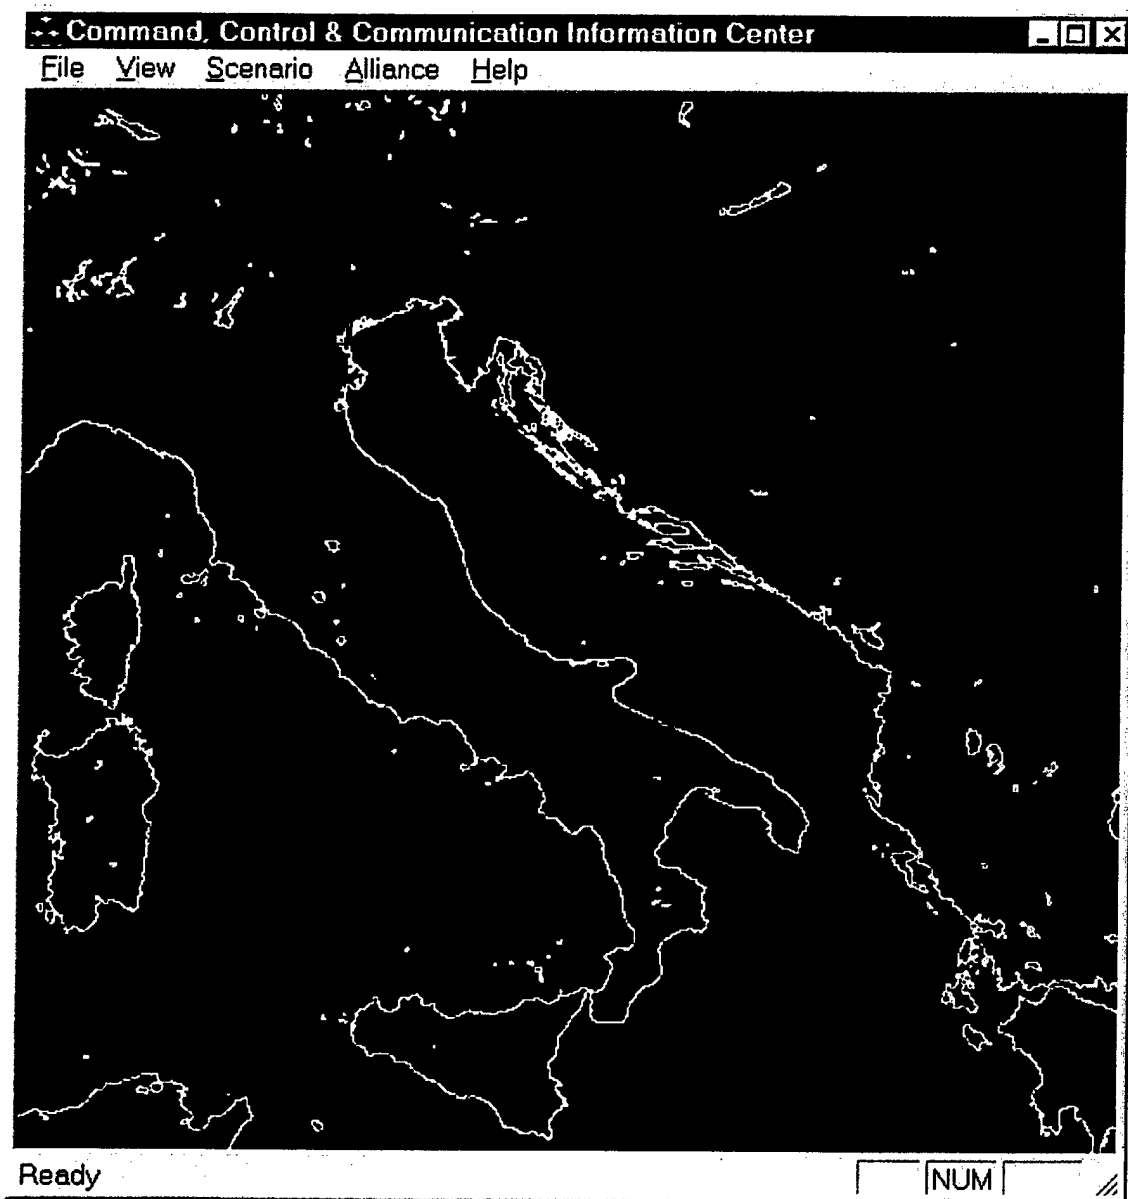 Command, Control & Communication Information Center
File View Scenario Alliance Help
Ready NUM